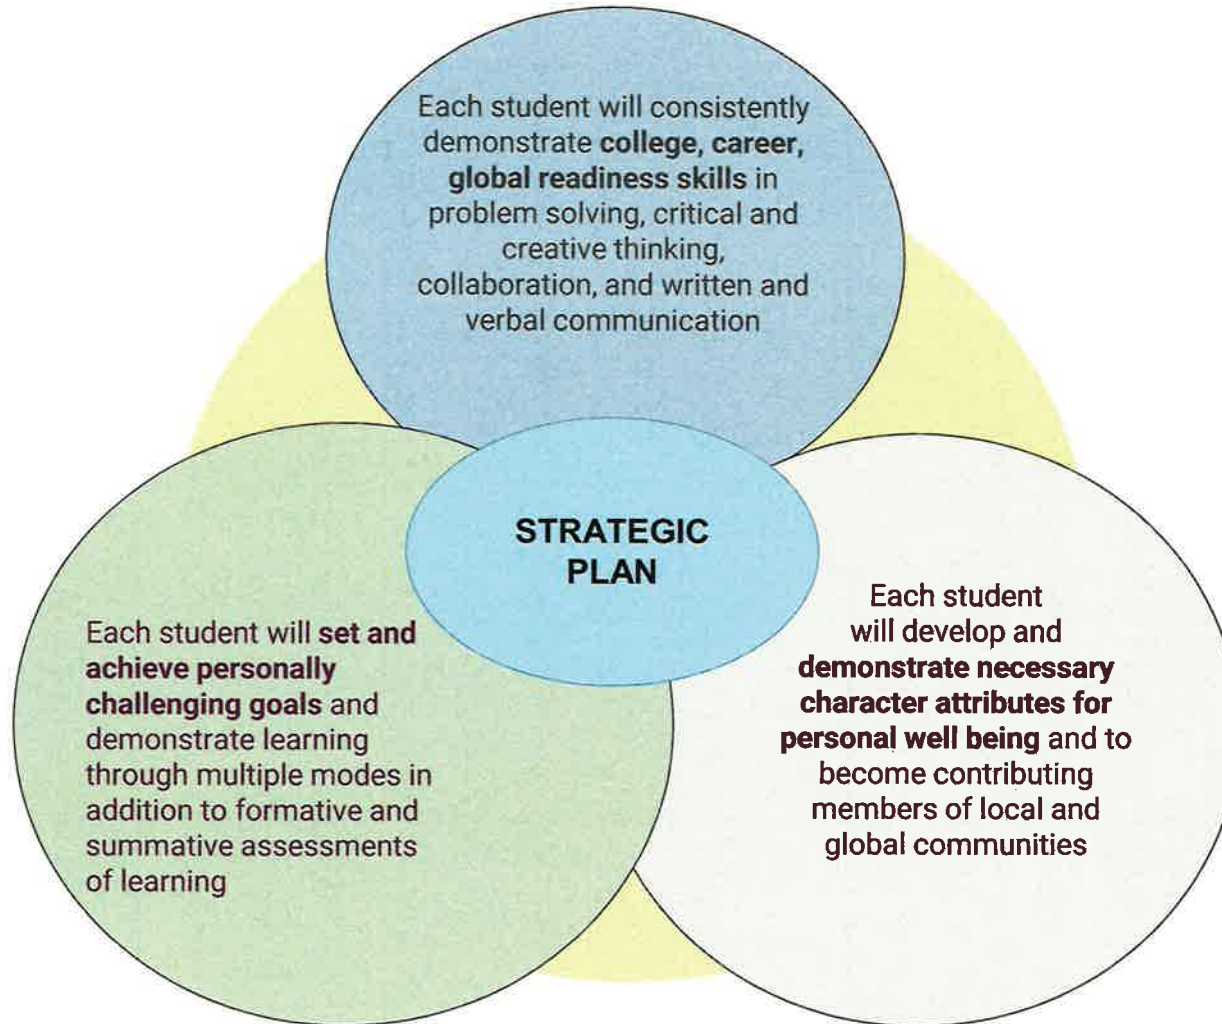 Each student will consistently
demonstrate college, career,
global readiness skills in
problem solving, critical and
creative thinking,
collaboration, and written and
verbal communication
STRATEGIC
PLAN
Each student will set and
achieve personally
challenging goals and
demonstrate learning
through multiple modes in
addition to formative and
summative assessments
of learning
Each student
will develop and
demonstrate necessary
character attributes for
personal well being and to
become contributing
members of local and
global communities